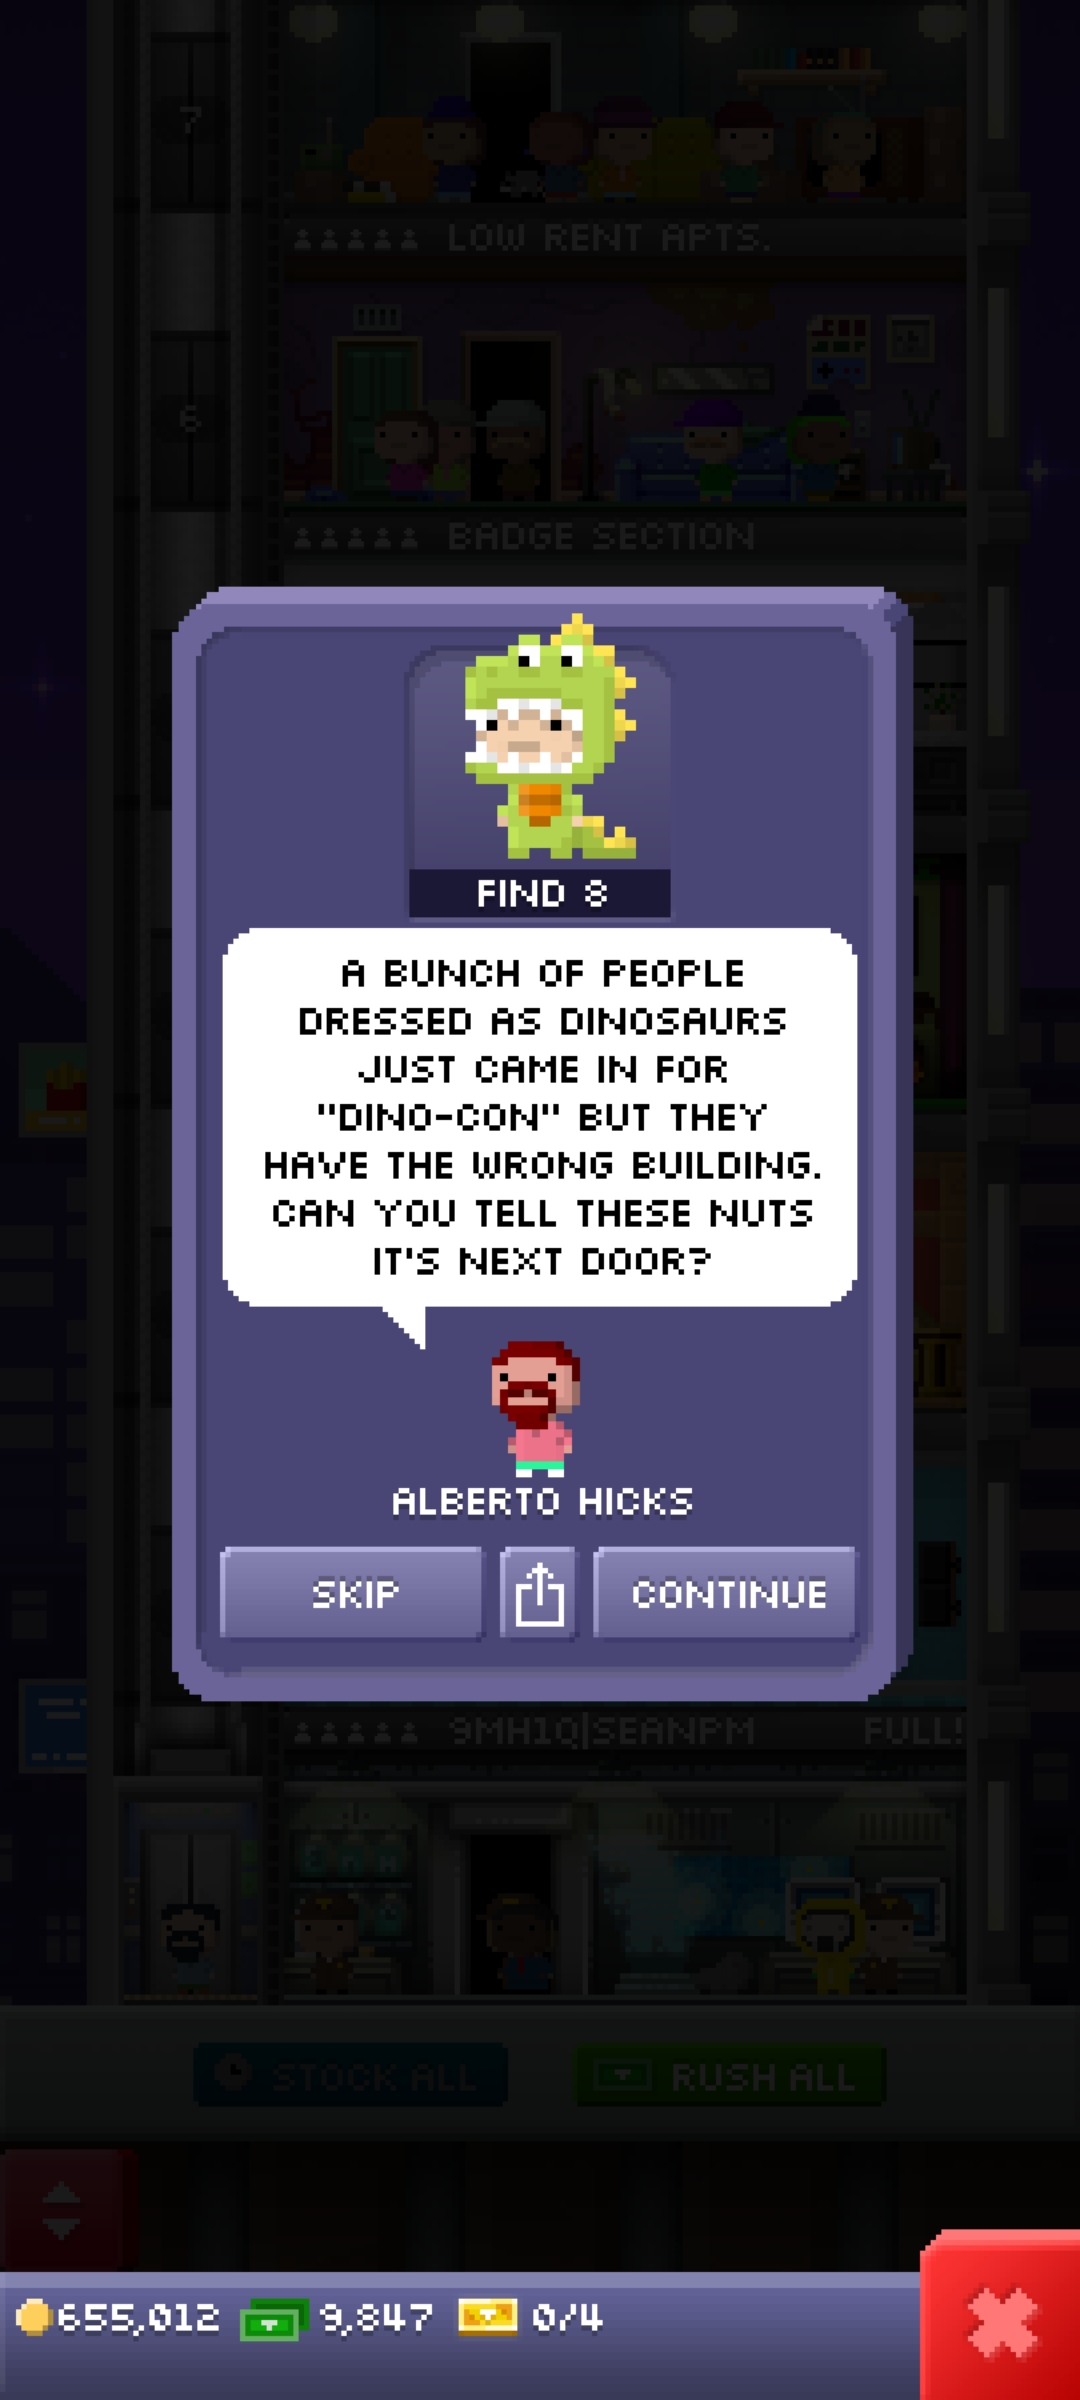 7
LOW RENT APTS.
6
BADGE SECTION
FIND 8
A BUNCH OF PEOPLE
DRESSED AS DINOSAURS
JUST CAME IN FOR
"DINO-CON" BUT THEY
HAVE THE WRONG BUILDING.
CAN YOU TELL THESE NUTS
IT'S NEXT DOOR?
ALBERTO HICKS
SKIP
CONTINUE
9MH1Q|SEANPM FULL!
STOCK ALL
RUSH ALL
655,012 9,847 0/4